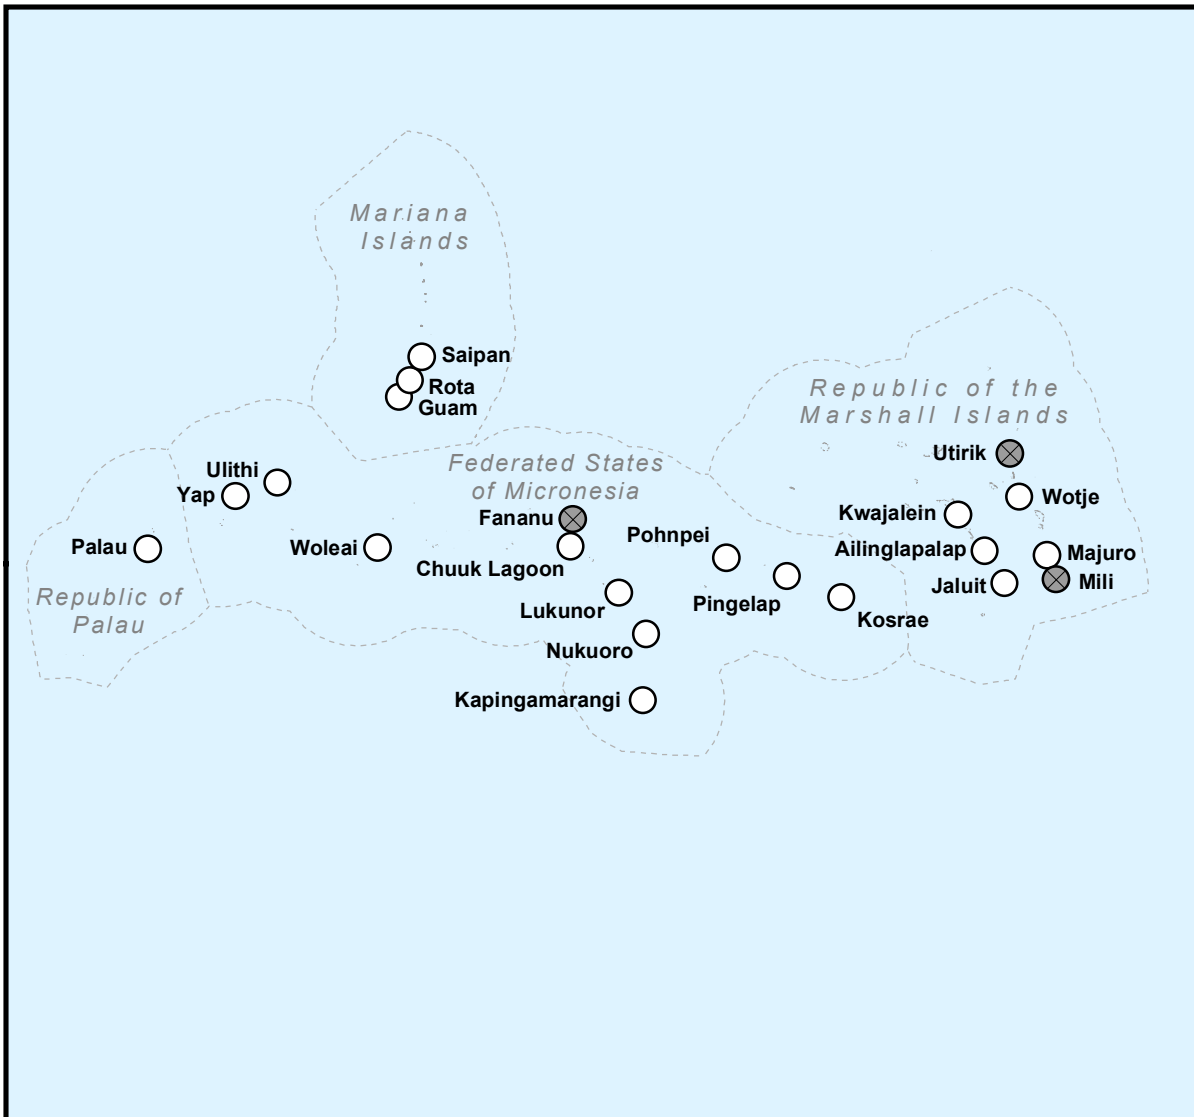 Mariana
Islands
Saipan
Rota
Guam
Republic of the
Marshall Islands
Utirik
Ulithi
Yap
Federated States
of Micronesia
Wotje
Fananu
Kwajalein
Pohnpei
Palau
Woleai
Chuuk Lagoon
Ailinglapalap
Majuro
Republic of
Palau
Lukunor
Pingelap
Jaluit
Mili
Kosrae
Nukuoro
Kapingamarangi